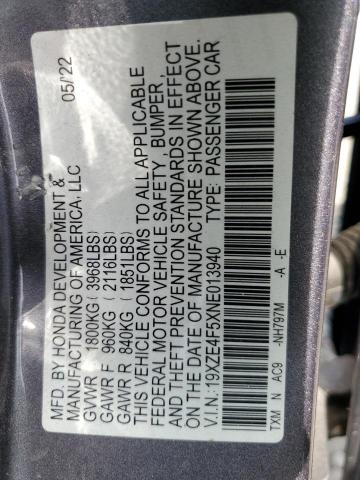 MFD. BY HONDA DEVELOPMENT & 05/22
MANUFACTURING OF AMERICA, LLC
GVWR 1800KG (3968LBS)
GAWR F 960KG (2116LBS)
GAWR R 840KG (1851LBS)
THIS VEHICLE CONFORMS TO ALL APPLICABLE
FEDERAL MOTOR VEHICLE SAFETY, BUMPER,
AND THEFT PREVENTION STANDARDS IN EFFECT
ON THE DATE OF MANUFACTURE SHOWN ABOVE.
V.I.N: 19XZE4F5XNE013940 TYPE: PASSENGER CAR
TXM N AC9 -NH797M -A -E